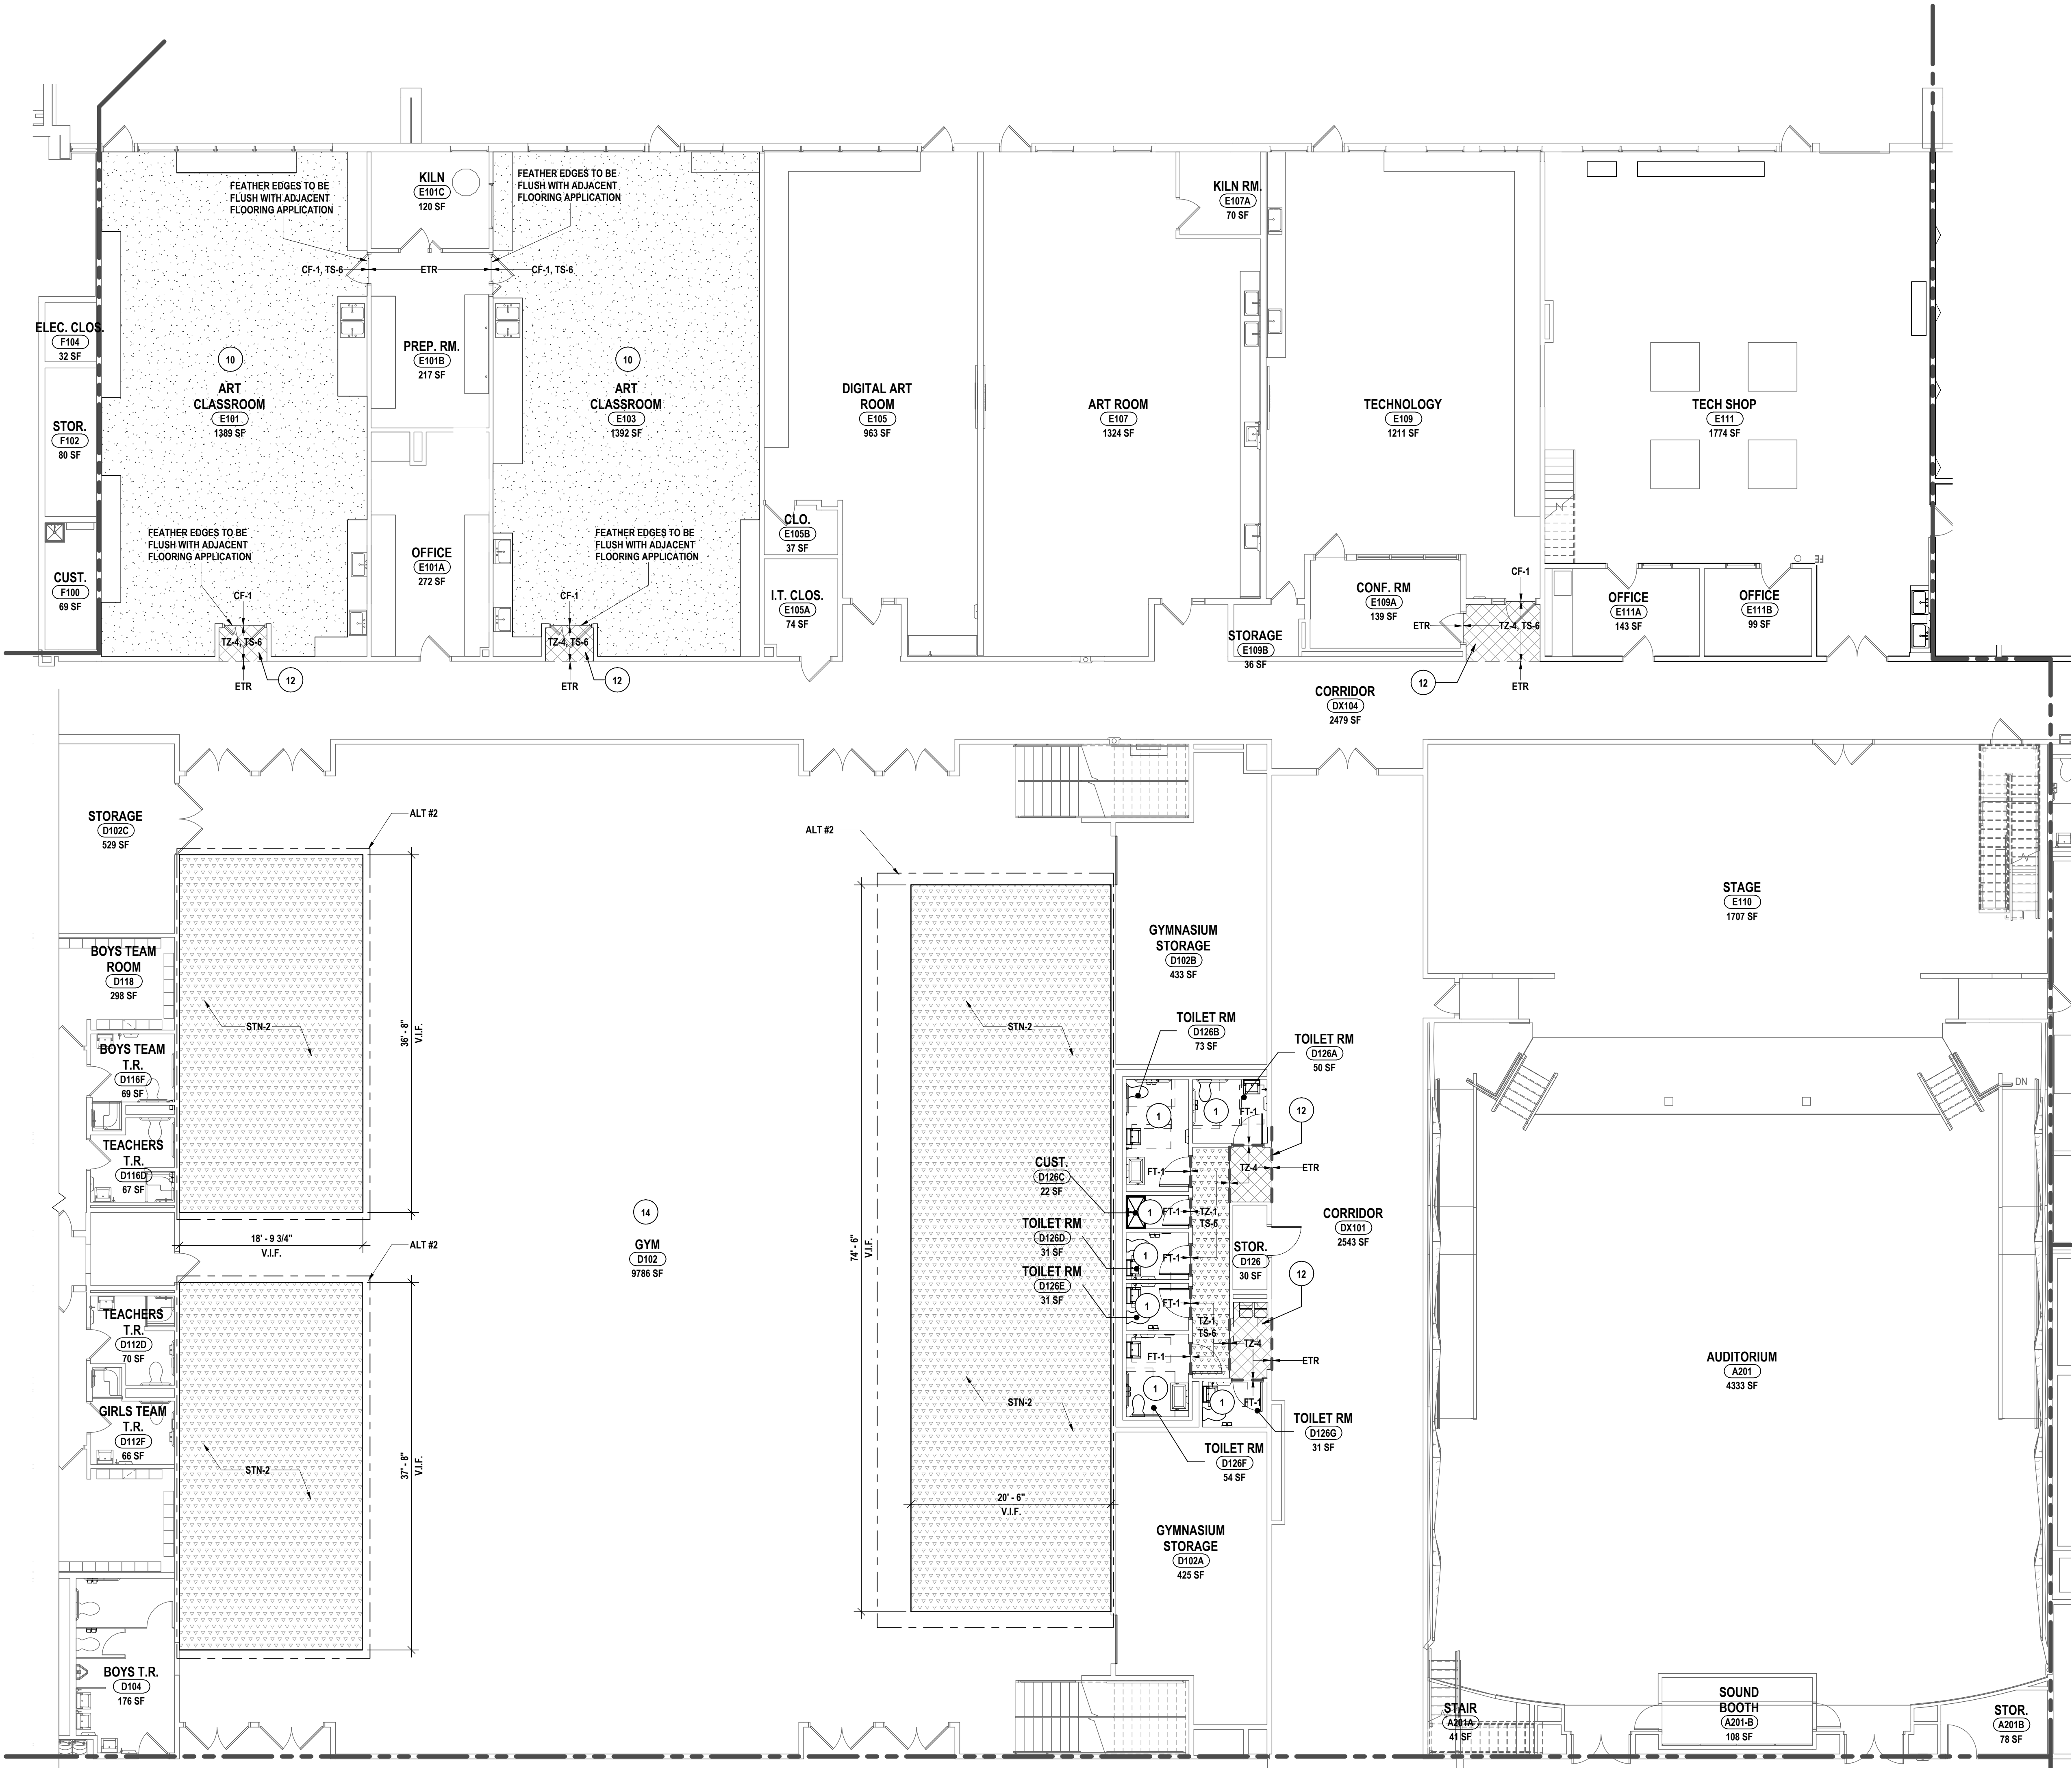 FEATHER EDGES TO BE
FLUSH WITH ADJACENT
FLOORING APPLICATION
KILN
E101C
120 SF
FEATHER EDGES TO BE
FLUSH WITH ADJACENT
FLOORING APPLICATION
KILN RM.
E107A
70 SF
CF-1, TS-6
ETR
CF-1, TS-6
ELEC. CLOS.
F104
32 SF
10
ART
CLASSROOM
E101
1389 SF
PREP. RM.
E101B
217 SF
10
ART
CLASSROOM
E103
1392 SF
DIGITAL ART
ROOM
E105
963 SF
ART ROOM
E107
1324 SF
TECHNOLOGY
E109
1211 SF
TECH SHOP
E111
1774 SF
STOR.
F102
80 SF
FEATHER EDGES TO BE
FLUSH WITH ADJACENT
FLOORING APPLICATION
OFFICE
E101A
272 SF
FEATHER EDGES TO BE
FLUSH WITH ADJACENT
FLOORING APPLICATION
CLO.
E105B
37 SF
CUST.
F100
69 SF
I.T. CLOS.
E105A
74 SF
CONF. RM
E109A
139 SF
OFFICE
E111A
143 SF
OFFICE
E111B
99 SF
FE
CF-1
TZ-4, TS-6
12
ETR
CF-1
TZ-4, TS-6
12
ETR
STORAGE
E109B
36 SF
CF-1
ETR
TZ-4, TS-6
12
ETR
CORRIDOR
DX104
2479 SF
STORAGE
D102C
529 SF
ALT #2
ALT #2
STAGE
E110
1707 SF
BOYS TEAM
ROOM
D118
298 SF
GYMNASIUM
STORAGE
D102B
433 SF
STN-2
36' - 8"
V.I.F.
STN-2
TOILET RM
D126B
73 SF
TOILET RM
D126A
50 SF
BOYS TEAM
T.R.
D116F
69 SF
DN
1
1
FT-1
12
TEACHERS
T.R.
D116D
67 SF
CUST.
D126C
22 SF
FT-1
TZ-4
ETR
14
GYM
D102
9786 SF
1
FT-1
TZ-1,
TS-6
CORRIDOR
DX101
2543 SF
18' - 9 3/4"
V.I.F.
ALT #2
74' - 6"
V.I.F.
TOILET RM
D126D
31 SF
1
FT-1
STOR.
D126
30 SF
12
TOILET RM
D126E
31 SF
1
FT-1
TEACHERS
T.R.
D112D
70 SF
TZ-1,
TS-6
TZ-4
FT-1
ETR
AUDITORIUM
A201
4333 SF
STN-2
1
1
FT-1
GIRLS TEAM
T.R.
D112F
66 SF
TOILET RM
D126G
31 SF
TOILET RM
D126F
54 SF
STN-2
37' - 8"
V.I.F.
20' - 6"
V.I.F.
GYMNASIUM
STORAGE
D102A
425 SF
BOYS T.R.
D104
176 SF
STAIR
A201A
41 SF
SOUND
BOOTH
A201-B
108 SF
STOR.
A201B
78 SF